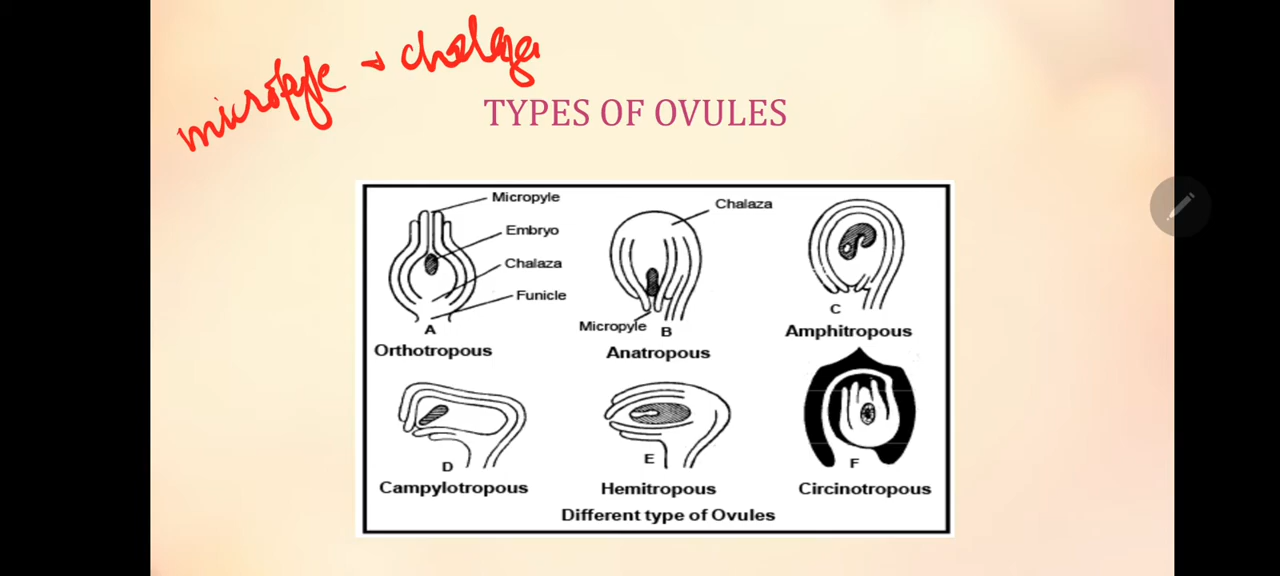 micropyle & chalaza
TYPES OF OVULES
Micropyle
Embryo
Chalaza
Funicle
A
Orthotropous
Chalaza
Micropyle
B
Anatropous
C
Amphitropous
D
Campylotropous
E
Hemitropous
F
Circinotropous
Different type of Ovules